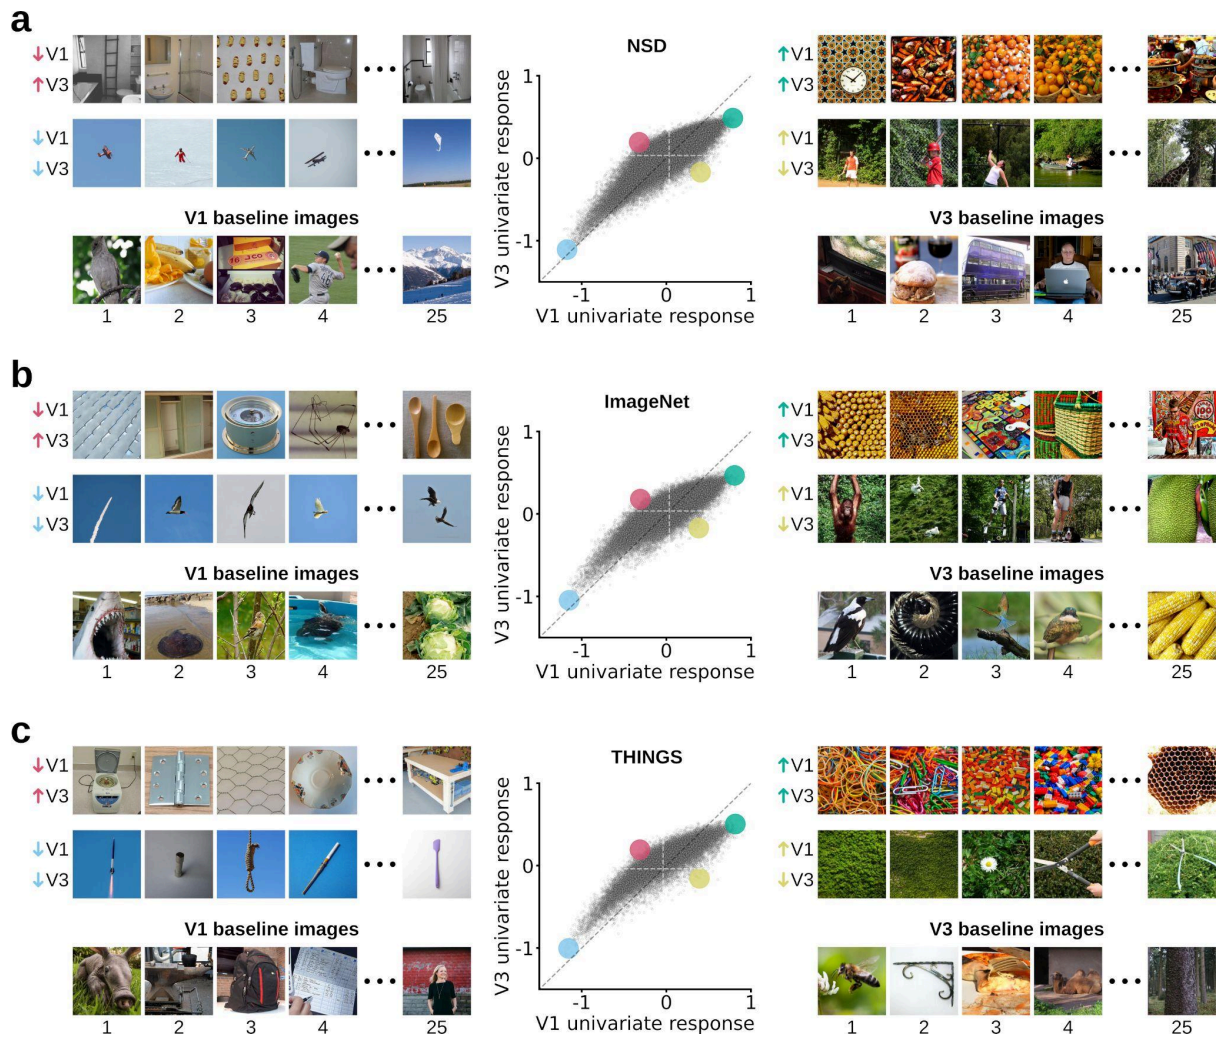 a
NSD
↓V1
↑V3
↓V1
↓V3
V1 baseline images
1 2 3 4 25
V3 univariate response
1
0
-1
-1 0 1
V1 univariate response
↑V1
↑V3
↑V1
↓V3
V3 baseline images
1 2 3 4 25
b
ImageNet
↓V1
↑V3
↓V1
↓V3
V1 baseline images
1 2 3 4 25
V3 univariate response
1
0
-1
-1 0 1
V1 univariate response
↑V1
↑V3
↑V1
↓V3
V3 baseline images
1 2 3 4 25
c
THINGS
↓V1
↑V3
↓V1
↓V3
V1 baseline images
1 2 3 4 25
V3 univariate response
1
0
-1
-1 0 1
V1 univariate response
↑V1
↑V3
↑V1
↓V3
V3 baseline images
1 2 3 4 25